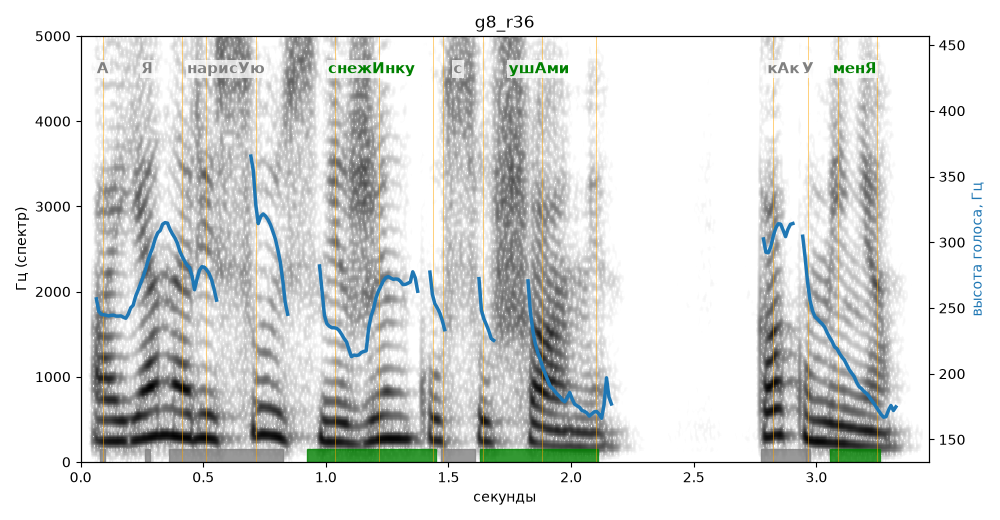 g8_r36
5000
4000
3000
2000
1000
0
Гц (спектр)
А Я нарисУю снежИнку с ушАми кАк У менЯ
450
400
350
300
250
200
150
высота голоса, Гц
0.0 0.5 1.0 1.5 2.0 2.5 3.0
секунды